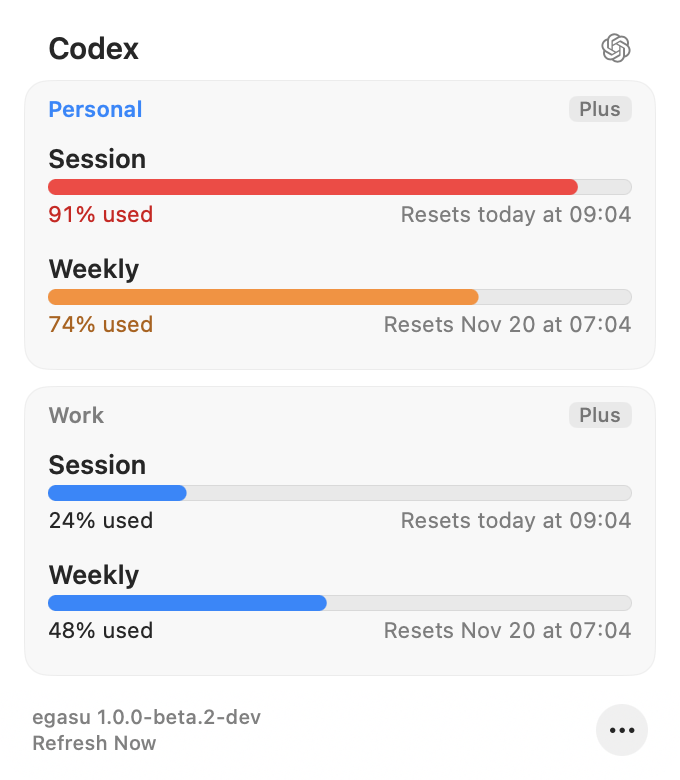 Codex
Personal
Plus
Session
91% used
Resets today at 09:04
Weekly
74% used
Resets Nov 20 at 07:04
Work
Plus
Session
24% used
Resets today at 09:04
Weekly
48% used
Resets Nov 20 at 07:04
egasu 1.0.0-beta.2-dev
Refresh Now